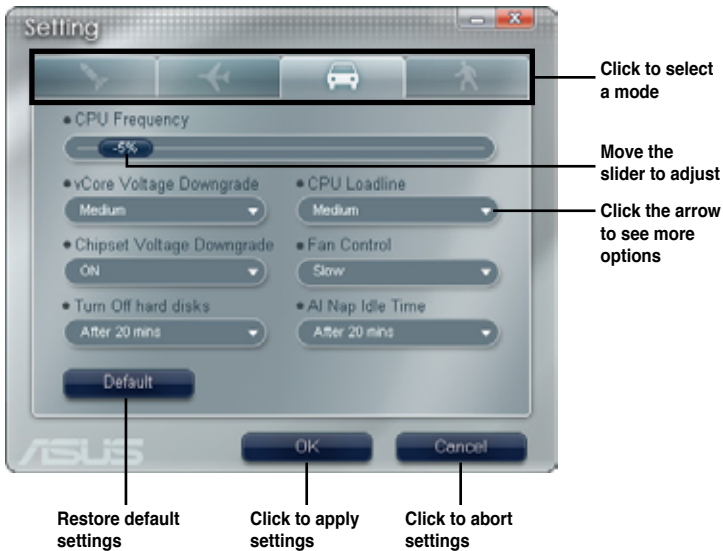 Setting
Click to select
a mode
CPU Frequency
-5%
Move the
slider to adjust
vCore Voltage Downgrade
CPU Loadline
Medium
Medium
Click the arrow
to see more
options
Chipset Voltage Downgrade
Fan Control
ON
Slow
Turn Off hard disks
AI Nap Idle Time
After 20 mins
After 20 mins
Default
ASUS
OK
Cancel
Restore default
settings
Click to apply
settings
Click to abort
settings